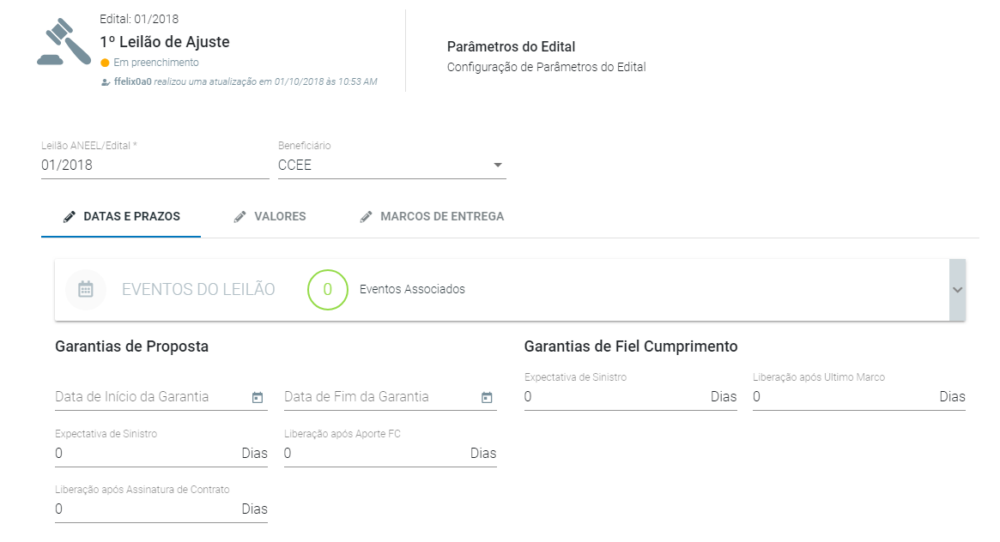 Edital: 01/2018
1º Leilão de Ajuste
Em preenchimento
ffelix0a0 realizou uma atualização em 01/10/2018 às 10:53 AM
Parâmetros do Edital
Configuração de Parâmetros do Edital
Leilão ANEEL/Edital *
01/2018
Beneficiário
CCEE
DATAS E PRAZOS
VALORES
MARCOS DE ENTREGA
EVENTOS DO LEILÃO
0
Eventos Associados
Garantias de Proposta
Data de Início da Garantia
Data de Fim da Garantia
Expectativa de Sinistro
0 Dias
Liberação após Aporte FC
0 Dias
Liberação após Assinatura de Contrato
0 Dias
Garantias de Fiel Cumprimento
Expectativa de Sinistro
0 Dias
Liberação após Ultimo Marco
0 Dias